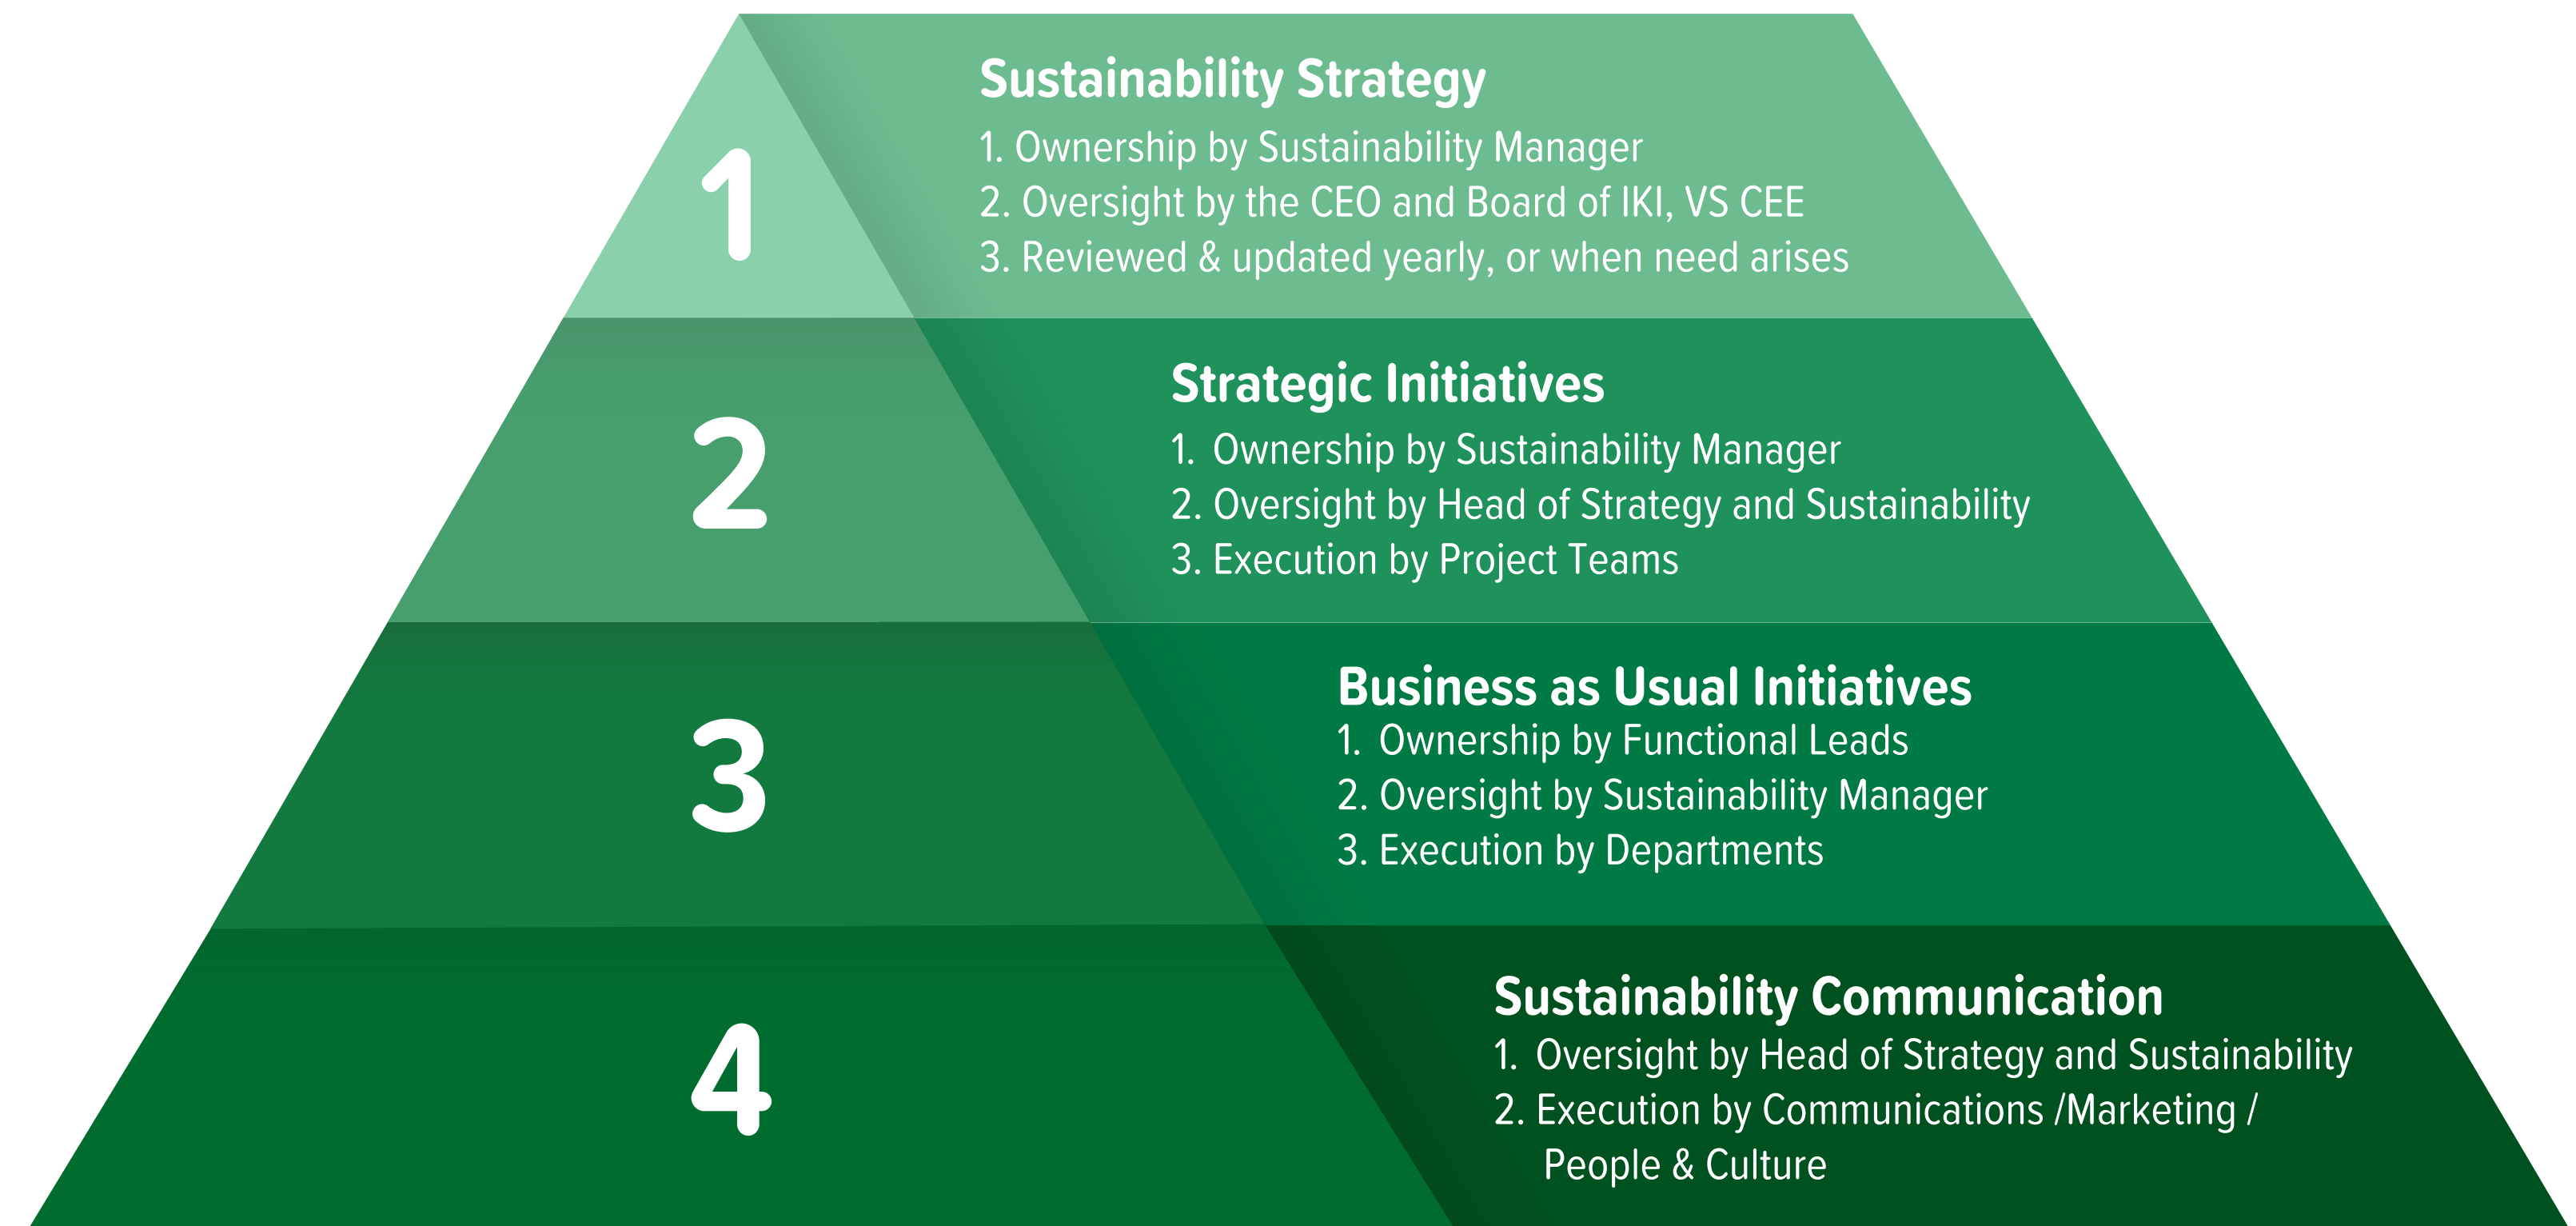 1
Sustainability Strategy
1. Ownership by Sustainability Manager
2. Oversight by the CEO and Board of IKI, VS CEE
3. Reviewed & updated yearly, or when need arises
2
Strategic Initiatives
1. Ownership by Sustainability Manager
2. Oversight by Head of Strategy and Sustainability
3. Execution by Project Teams
3
Business as Usual Initiatives
1. Ownership by Functional Leads
2. Oversight by Sustainability Manager
3. Execution by Departments
4
Sustainability Communication
1. Oversight by Head of Strategy and Sustainability
2. Execution by Communications /Marketing /
People & Culture